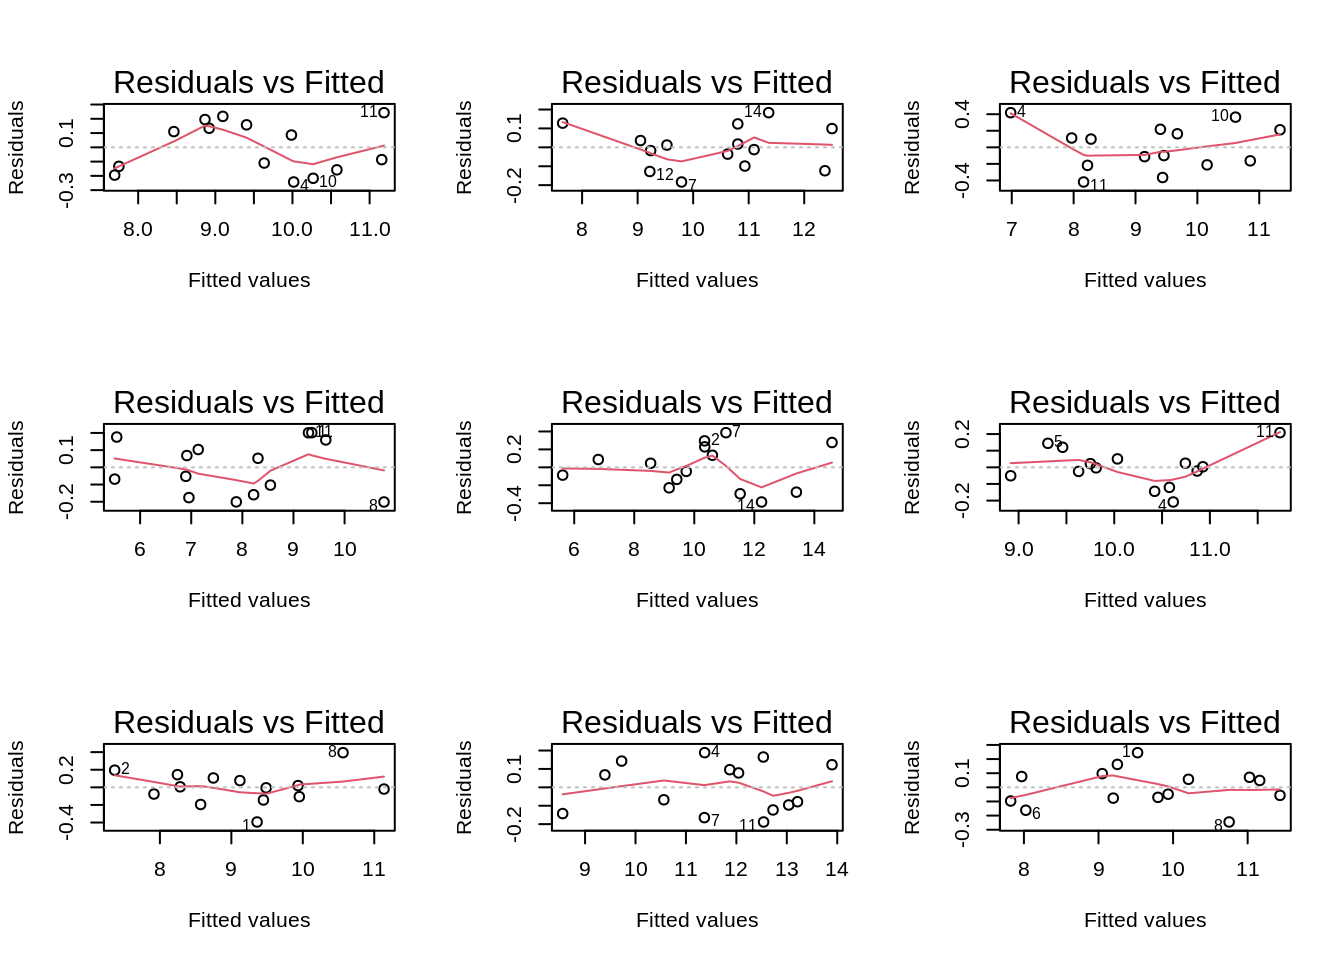 Residuals vs Fitted
Residuals
0.1
-0.3
11
4
10
8.0 9.0 10.0 11.0
Fitted values
Residuals vs Fitted
Residuals
0.1
-0.2
14
12
7
8 9 10 11 12
Fitted values
Residuals vs Fitted
Residuals
0.4
-0.4
4
10
11
7 8 9 10 11
Fitted values
Residuals vs Fitted
Residuals
0.1
-0.2
11
8
6 7 8 9 10
Fitted values
Residuals vs Fitted
Residuals
0.2
-0.4
7
2
14
6 8 10 12 14
Fitted values
Residuals vs Fitted
Residuals
0.2
-0.2
11
5
4
9.0 10.0 11.0
Fitted values
Residuals vs Fitted
Residuals
0.2
-0.4
8
2
1
8 9 10 11
Fitted values
Residuals vs Fitted
Residuals
0.1
-0.2
4
7
11
9 10 11 12 13 14
Fitted values
Residuals vs Fitted
Residuals
0.1
-0.3
1
6
8
8 9 10 11
Fitted values